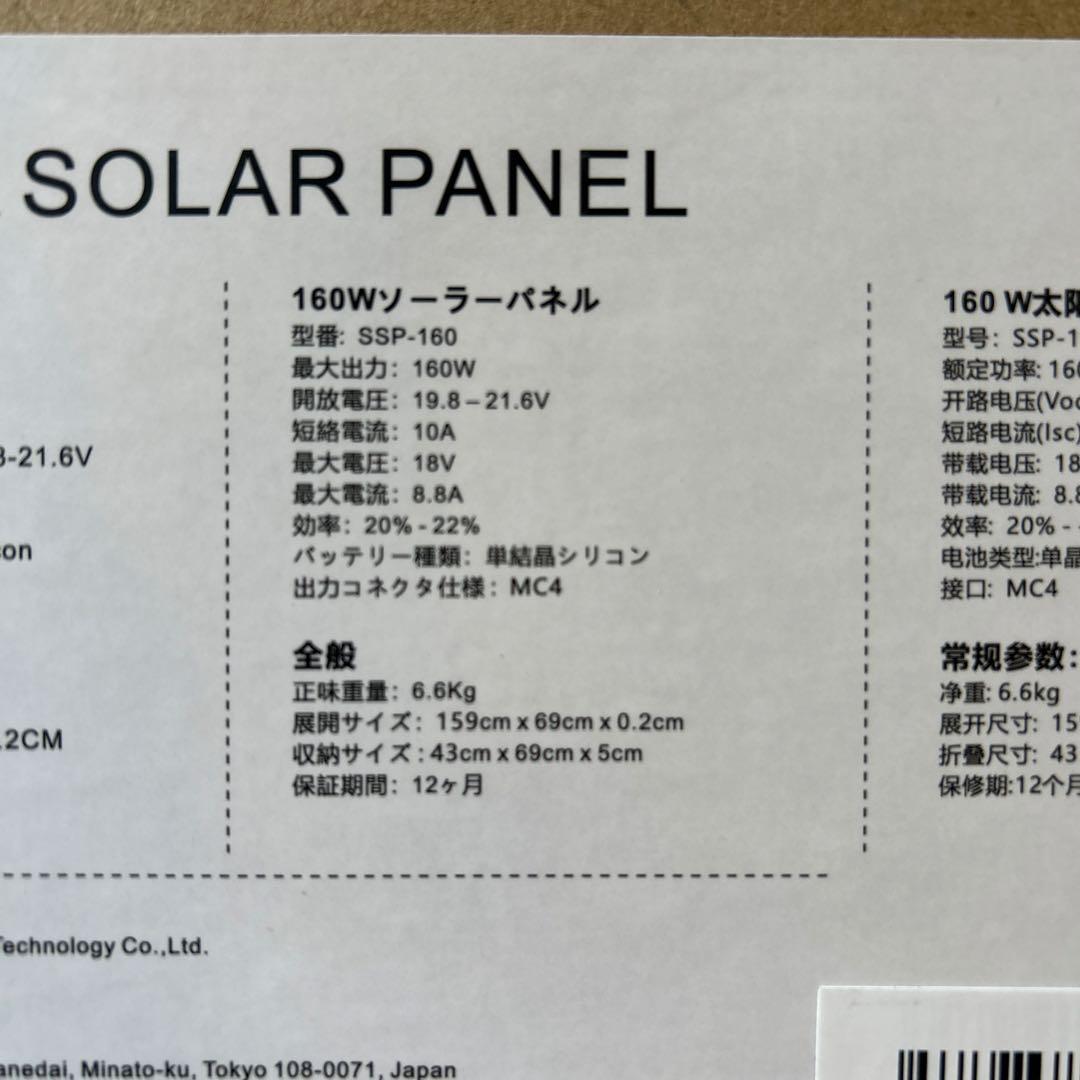 SOLAR PANEL
-21.6V
on
.2CM
160Wソーラーパネル
型番: SSP-160
最大出力: 160W
開放電圧: 19.8 – 21.6V
短絡電流: 10A
最大電圧: 18V
最大電流: 8.8A
効率: 20% - 22%
バッテリー種類: 単結晶シリコン
出力コネクタ仕様: MC4
全般
正味重量: 6.6Kg
展開サイズ: 159cm x 69cm x 0.2cm
収納サイズ: 43cm x 69cm x 5cm
保証期間: 12ヶ月
160 W太
型号: SSP-1
额定功率: 16
开路电压(Voc
短路电流(Isc)
带载电压: 18
带载电流: 8.8
效率: 20% -
电池类型:单晶
接口: MC4
常规参数:
净重: 6.6kg
展开尺寸: 15
折叠尺寸: 43
保修期:12个月
Technology Co.,Ltd.
anedai, Minato-ku, Tokyo 108-0071, Japan